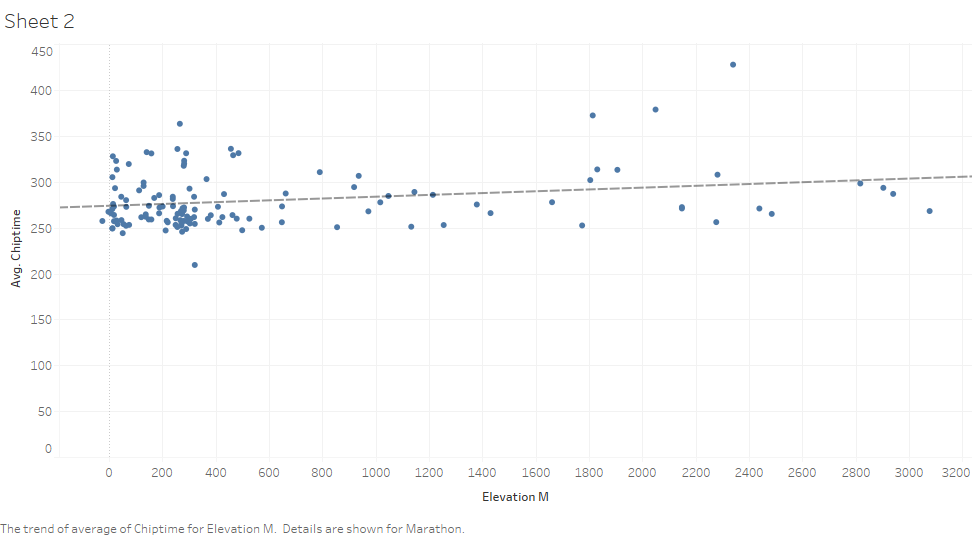 Sheet 2
450
400
350
300
250
200
150
100
50
0
Avg. Chiptime
0 200 400 600 800 1000 1200 1400 1600 1800 2000 2200 2400 2600 2800 3000 3200
Elevation M
The trend of average of Chiptime for Elevation M. Details are shown for Marathon.